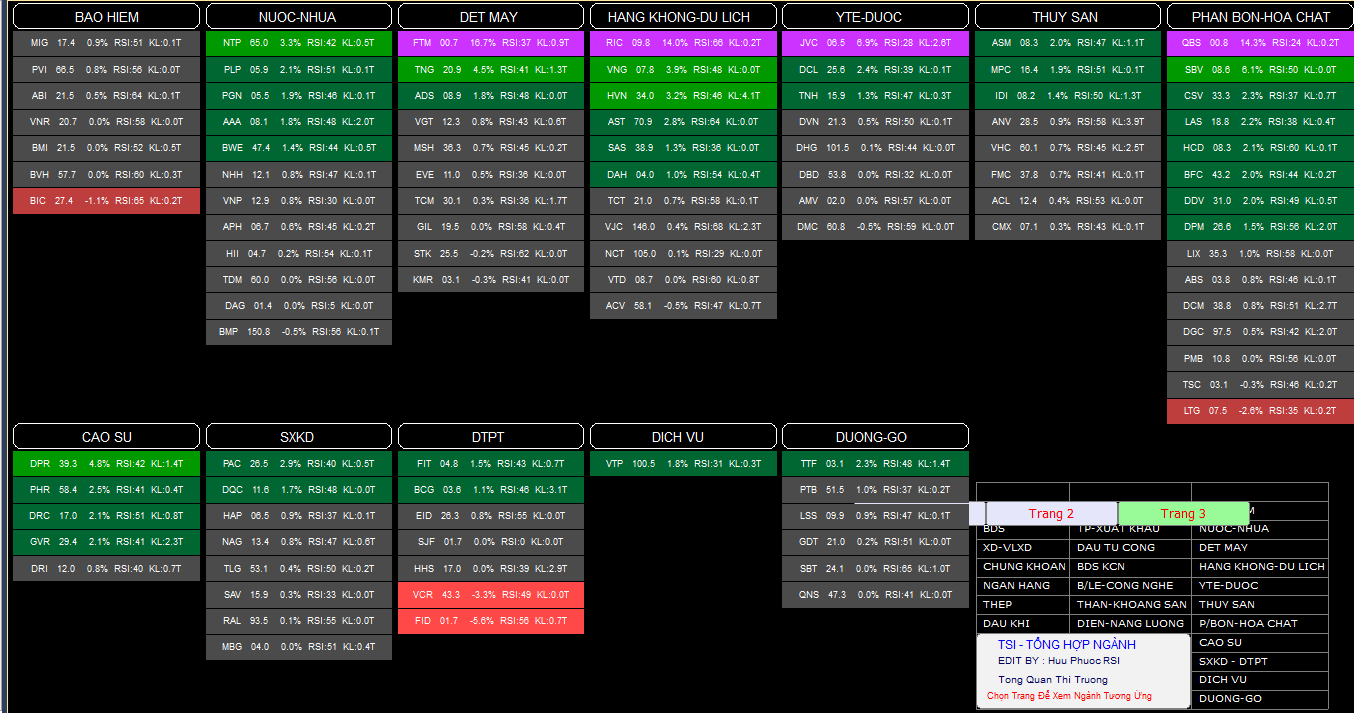 BAO HIEM
MIG 17.4 0.9% RSI:51 KL:0.1T
PVI 66.5 0.8% RSI:56 KL:0.0T
ABI 21.5 0.5% RSI:64 KL:0.1T
VNR 20.7 0.0% RSI:58 KL:0.0T
BMI 21.5 0.0% RSI:52 KL:0.5T
BVH 57.7 0.0% RSI:60 KL:0.3T
BIC 27.4 -1.1% RSI:65 KL:0.2T
NUOC-NHUA
NTP 65.0 3.3% RSI:42 KL:0.5T
PLP 05.9 2.1% RSI:51 KL:0.1T
PGN 05.5 1.9% RSI:46 KL:0.1T
AAA 08.1 1.8% RSI:48 KL:2.0T
BWE 47.4 1.4% RSI:44 KL:0.5T
NHH 12.1 0.8% RSI:47 KL:0.1T
VNP 12.9 0.8% RSI:30 KL:0.0T
APH 06.7 0.6% RSI:45 KL:0.2T
HII 04.7 0.2% RSI:54 KL:0.1T
TDM 60.0 0.0% RSI:56 KL:0.0T
DAG 01.4 0.0% RSI:5 KL:0.0T
BMP 150.8 -0.5% RSI:56 KL:0.1T
DET MAY
FTM 00.7 16.7% RSI:37 KL:0.9T
TNG 20.9 4.5% RSI:41 KL:1.3T
ADS 08.9 1.8% RSI:48 KL:0.0T
VGT 12.3 0.8% RSI:43 KL:0.6T
MSH 36.3 0.7% RSI:45 KL:0.2T
EVE 11.0 0.5% RSI:36 KL:0.0T
TCM 30.1 0.3% RSI:36 KL:1.7T
GIL 19.5 0.0% RSI:58 KL:0.4T
STK 25.5 -0.2% RSI:62 KL:0.0T
KMR 03.1 -0.3% RSI:41 KL:0.0T
HANG KHONG-DU LICH
RIC 09.8 14.0% RSI:66 KL:0.2T
VNG 07.8 3.9% RSI:48 KL:0.0T
HVN 34.0 3.2% RSI:46 KL:4.1T
AST 70.9 2.8% RSI:64 KL:0.0T
SAS 38.9 1.3% RSI:36 KL:0.0T
DAH 04.0 1.0% RSI:54 KL:0.4T
TCT 21.0 0.7% RSI:58 KL:0.1T
VJC 146.0 0.4% RSI:68 KL:2.3T
NCT 105.0 0.1% RSI:29 KL:0.0T
VTD 08.7 0.0% RSI:60 KL:0.8T
ACV 58.1 -0.5% RSI:47 KL:0.7T
YTE-DUOC
JVC 06.5 6.9% RSI:28 KL:2.6T
DCL 25.6 2.4% RSI:39 KL:0.1T
TNH 15.9 1.3% RSI:47 KL:0.3T
DVN 21.3 0.5% RSI:50 KL:0.1T
DHG 101.5 0.1% RSI:44 KL:0.0T
DBD 53.8 0.0% RSI:32 KL:0.0T
AMV 02.0 0.0% RSI:57 KL:0.0T
DMC 60.8 -0.5% RSI:59 KL:0.0T
THUY SAN
ASM 08.3 2.0% RSI:47 KL:1.1T
MPC 16.4 1.9% RSI:51 KL:0.1T
IDI 08.2 1.4% RSI:50 KL:1.3T
ANV 28.5 0.9% RSI:58 KL:3.9T
VHC 60.1 0.7% RSI:45 KL:2.5T
FMC 37.8 0.7% RSI:41 KL:0.1T
ACL 12.4 0.4% RSI:53 KL:0.0T
CMX 07.1 0.3% RSI:43 KL:0.1T
PHAN BON-HOA CHAT
QBS 00.8 14.3% RSI:24 KL:0.2T
SBV 08.6 6.1% RSI:50 KL:0.0T
CSV 33.3 2.3% RSI:37 KL:0.7T
LAS 18.8 2.2% RSI:38 KL:0.4T
HCD 08.3 2.1% RSI:60 KL:0.1T
BFC 43.2 2.0% RSI:44 KL:0.2T
DDV 31.0 2.0% RSI:49 KL:0.5T
DPM 26.6 1.5% RSI:56 KL:2.0T
LIX 35.3 1.0% RSI:58 KL:0.0T
ABS 03.8 0.8% RSI:46 KL:0.1T
DCM 38.8 0.8% RSI:51 KL:2.7T
DGC 97.5 0.5% RSI:42 KL:2.0T
PMB 10.8 0.0% RSI:56 KL:0.0T
TSC 03.1 -0.3% RSI:46 KL:0.2T
LTG 07.5 -2.6% RSI:35 KL:0.2T
CAO SU
DPR 39.3 4.8% RSI:42 KL:1.4T
PHR 58.4 2.5% RSI:41 KL:0.4T
DRC 17.0 2.1% RSI:51 KL:0.8T
GVR 29.4 2.1% RSI:41 KL:2.3T
DRI 12.0 0.8% RSI:40 KL:0.7T
SXKD
PAC 26.5 2.9% RSI:40 KL:0.5T
DQC 11.6 1.7% RSI:48 KL:0.0T
HAP 06.5 0.9% RSI:37 KL:0.1T
NAG 13.4 0.8% RSI:47 KL:0.6T
TLG 53.1 0.4% RSI:50 KL:0.2T
SAV 15.9 0.3% RSI:33 KL:0.0T
RAL 93.5 0.1% RSI:55 KL:0.0T
MBG 04.0 0.0% RSI:51 KL:0.4T
DTPT
FIT 04.8 1.5% RSI:43 KL:0.7T
BCG 03.6 1.1% RSI:46 KL:3.1T
EID 26.3 0.8% RSI:55 KL:0.0T
SJF 01.7 0.0% RSI:0 KL:0.0T
HHS 17.0 0.0% RSI:39 KL:2.9T
VCR 43.3 -3.3% RSI:49 KL:0.0T
FID 01.7 -5.6% RSI:56 KL:0.7T
DICH VU
VTP 100.5 1.8% RSI:31 KL:0.3T
DUONG-GO
TTF 03.1 2.3% RSI:48 KL:1.4T
PTB 51.5 1.0% RSI:37 KL:0.2T
LSS 09.9 0.9% RSI:47 KL:0.1T
GDT 21.0 0.2% RSI:51 KL:0.0T
SBT 24.1 0.0% RSI:65 KL:1.0T
QNS 47.3 0.0% RSI:41 KL:0.0T
Trang 2 Trang 3
BDS TP-XUAT KHAU NUOC-NHUA
XD-VLXD DAU TU CONG DET MAY
CHUNG KHOAN BDS KCN HANG KHONG-DU LICH
NGAN HANG B/LE-CONG NGHE YTE-DUOC
THEP THAN-KHOANG SAN THUY SAN
DAU KHI DIEN-NANG LUONG P/BON-HOA CHAT
CAO SU
SXKD - DTPT
DICH VU
DUONG-GO
TSI - TỔNG HỢP NGÀNH
EDIT BY : Huu Phuoc RSI
Tong Quan Thi Truong
Chọn Trang Để Xem Ngành Tương Ứng